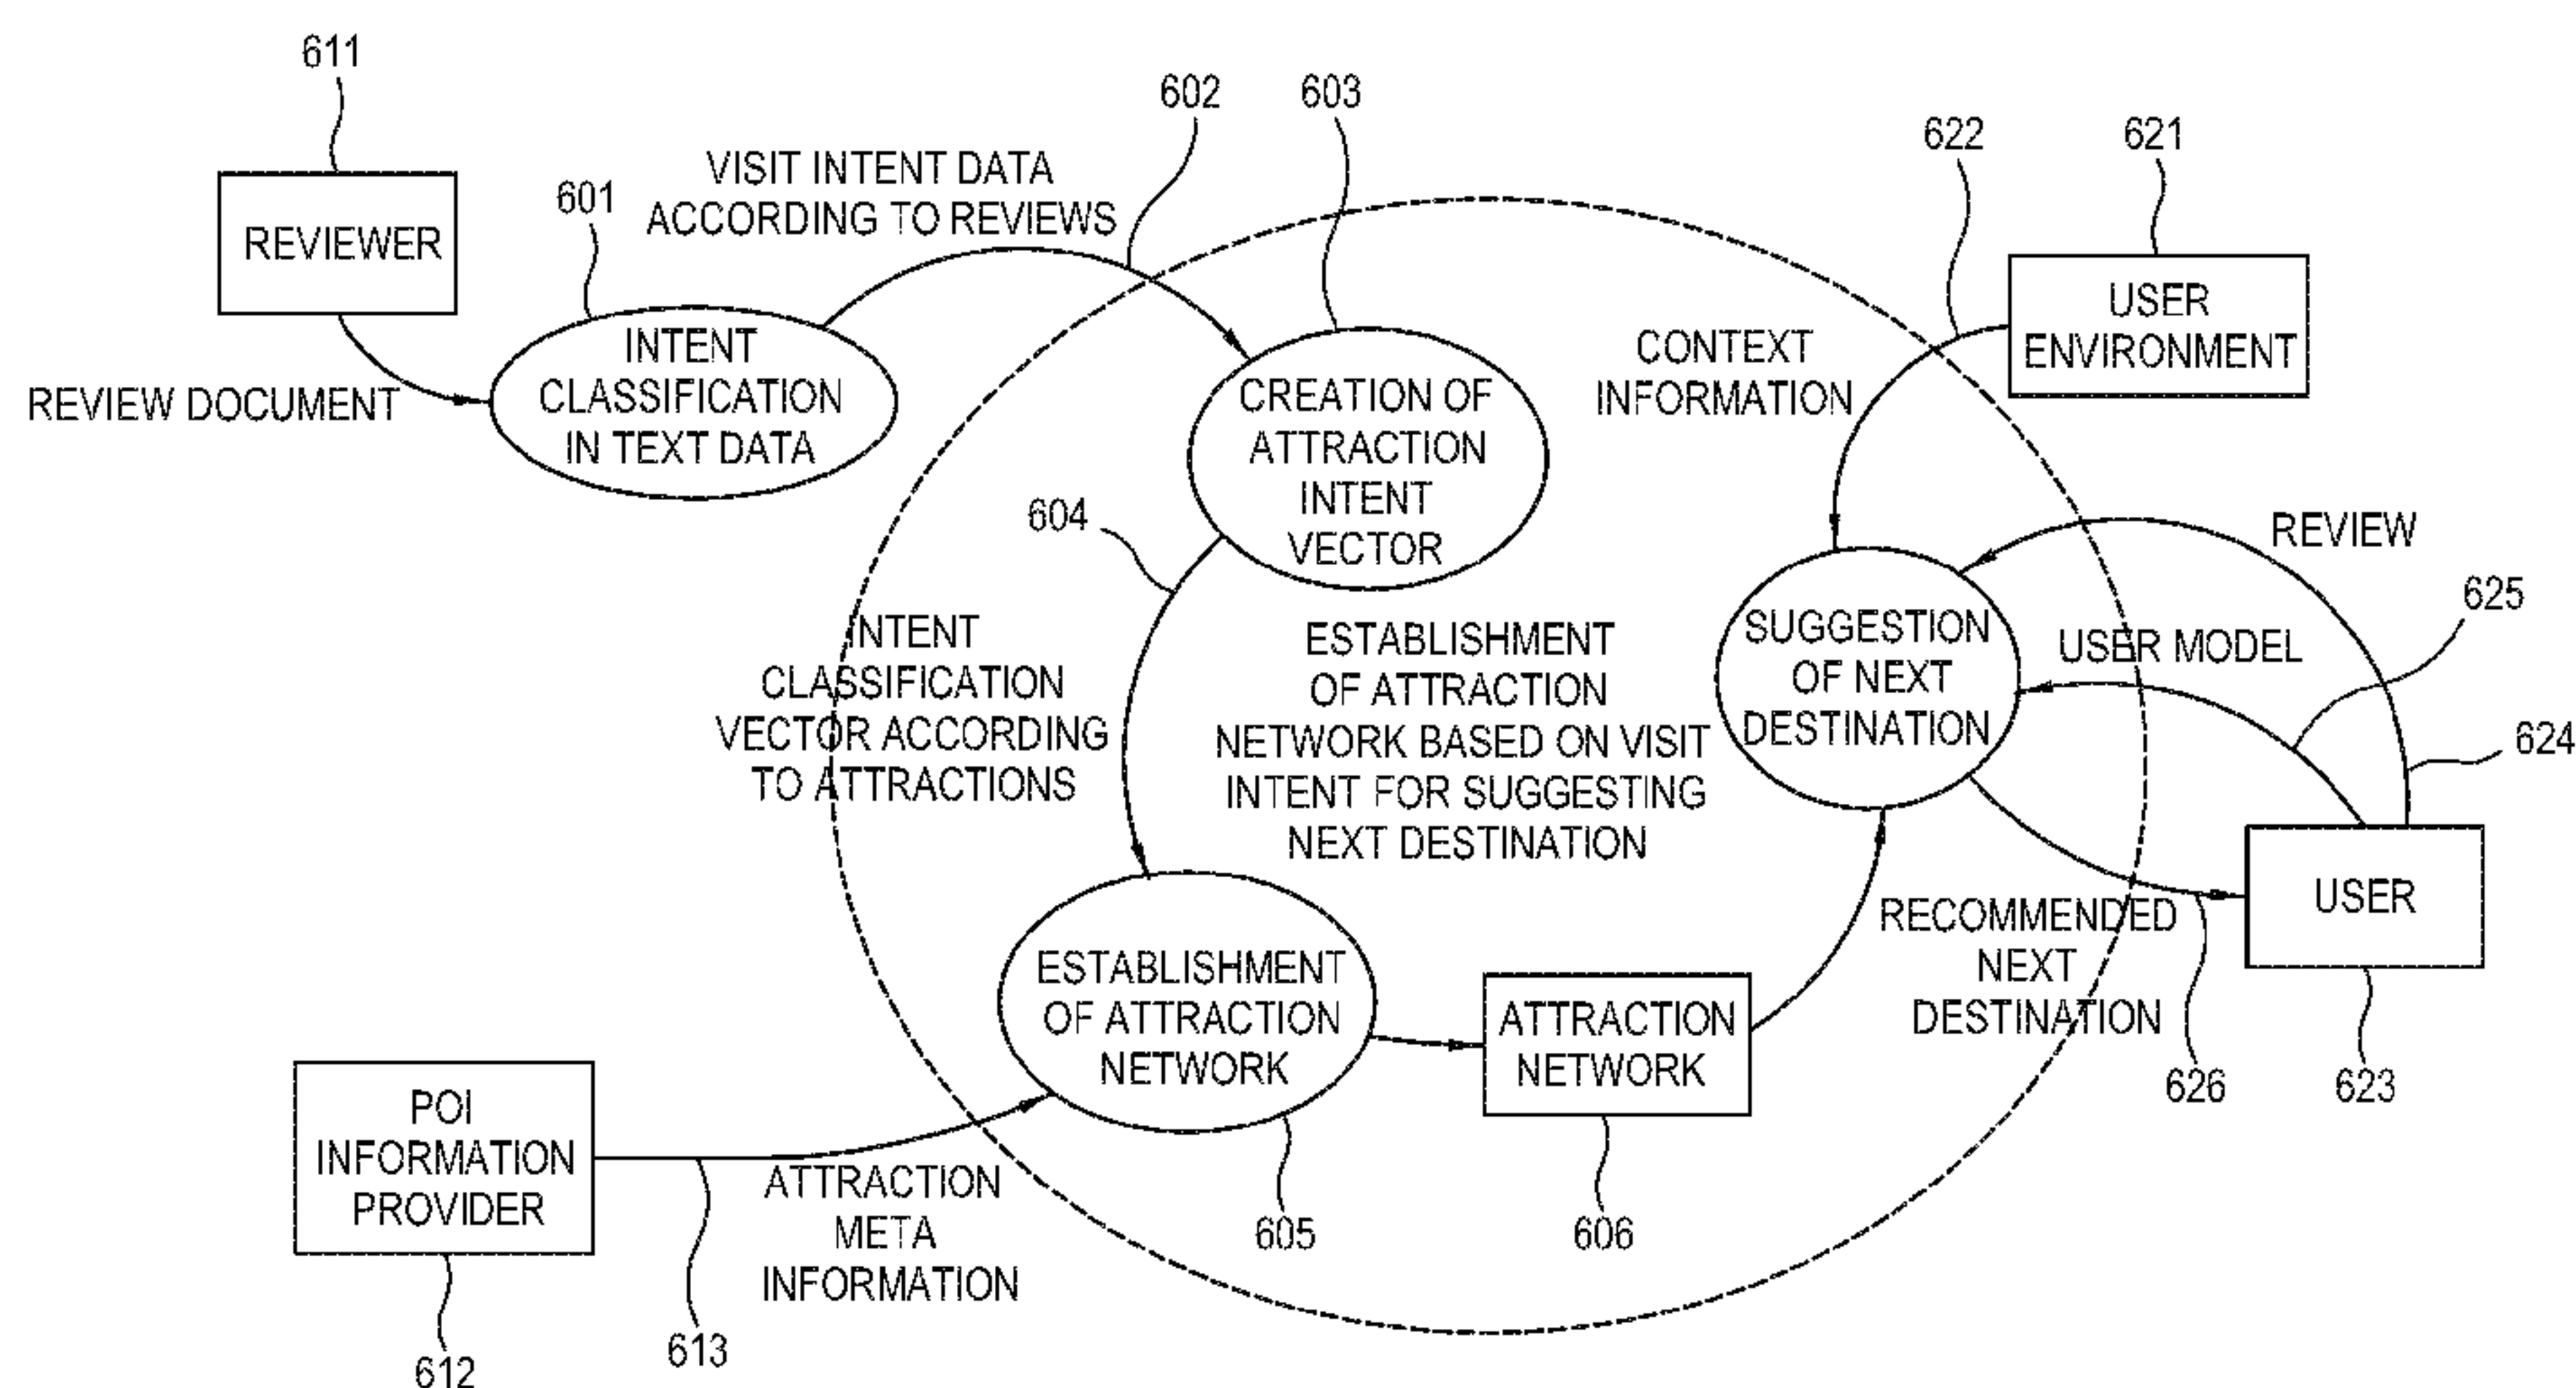 611
REVIEWER
REVIEW DOCUMENT
601
INTENT
CLASSIFICATION
IN TEXT DATA
VISIT INTENT DATA
ACCORDING TO REVIEWS
602
603
CREATION OF
ATTRACTION
INTENT
VECTOR
604
INTENT
CLASSIFICATION
VECTOR ACCORDING
TO ATTRACTIONS
ESTABLISHMENT
OF ATTRACTION
NETWORK BASED ON VISIT
INTENT FOR SUGGESTING
NEXT DESTINATION
622
621
USER
ENVIRONMENT
CONTEXT
INFORMATION
SUGGESTION
OF NEXT
DESTINATION
REVIEW
625
USER MODEL
624
USER
RECOMMENDED
NEXT
DESTINATION
626
623
ESTABLISHMENT
OF ATTRACTION
NETWORK
605
ATTRACTION
NETWORK
606
POI
INFORMATION
PROVIDER
612
613
ATTRACTION
META
INFORMATION